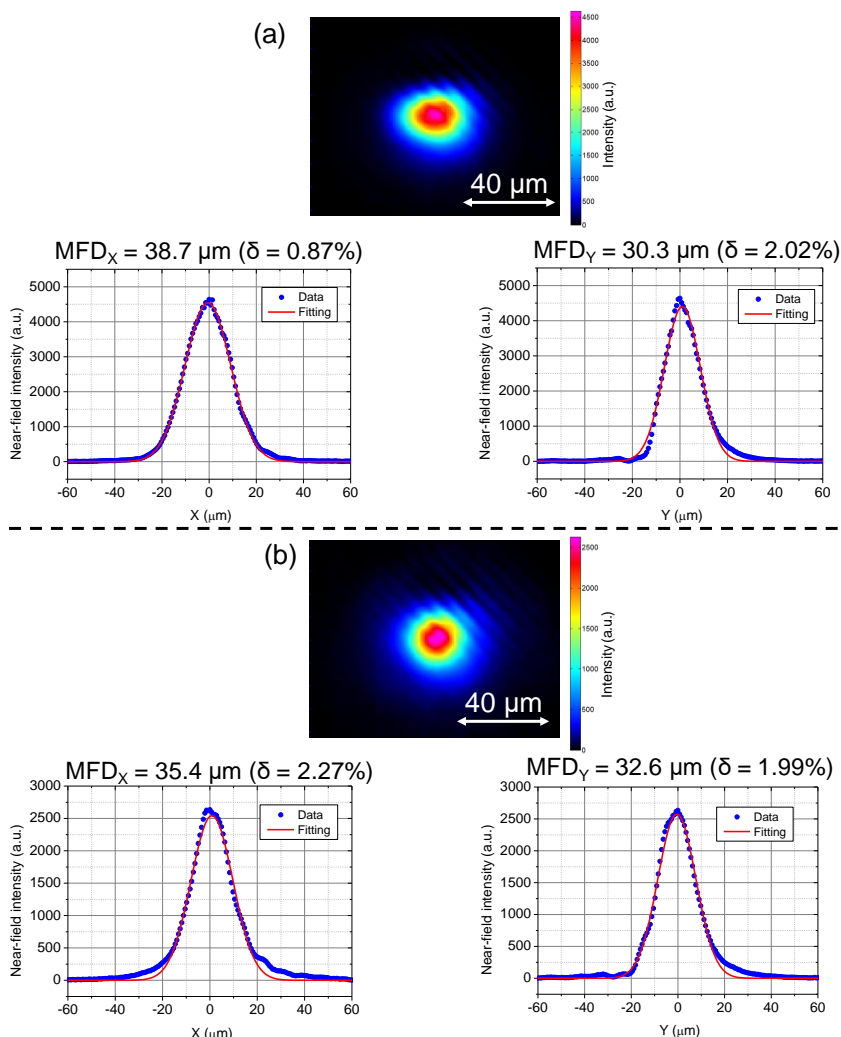 (a)
4500
4000
3500
3000
2500
2000
1500
1000
500
0
Intensity (a.u.)
40 µm
MFDX = 38.7 µm (δ = 0.87%)
5000
4000
3000
2000
1000
0
Near-field intensity (a.u.)
Data
Fitting
-60 -40 -20 0 20 40 60
X (µm)
MFDY = 30.3 µm (δ = 2.02%)
5000
4000
3000
2000
1000
0
Near-field intensity (a.u.)
Data
Fitting
-60 -40 -20 0 20 40 60
Y (µm)
(b)
2500
2000
1500
1000
500
0
Intensity (a.u.)
40 µm
MFDX = 35.4 µm (δ = 2.27%)
3000
2500
2000
1500
1000
500
0
Near-field intensity (a.u.)
Data
Fitting
-60 -40 -20 0 20 40 60
X (µm)
MFDY = 32.6 µm (δ = 1.99%)
3000
2500
2000
1500
1000
500
0
Near-field intensity (a.u.)
Data
Fitting
-60 -40 -20 0 20 40 60
Y (µm)